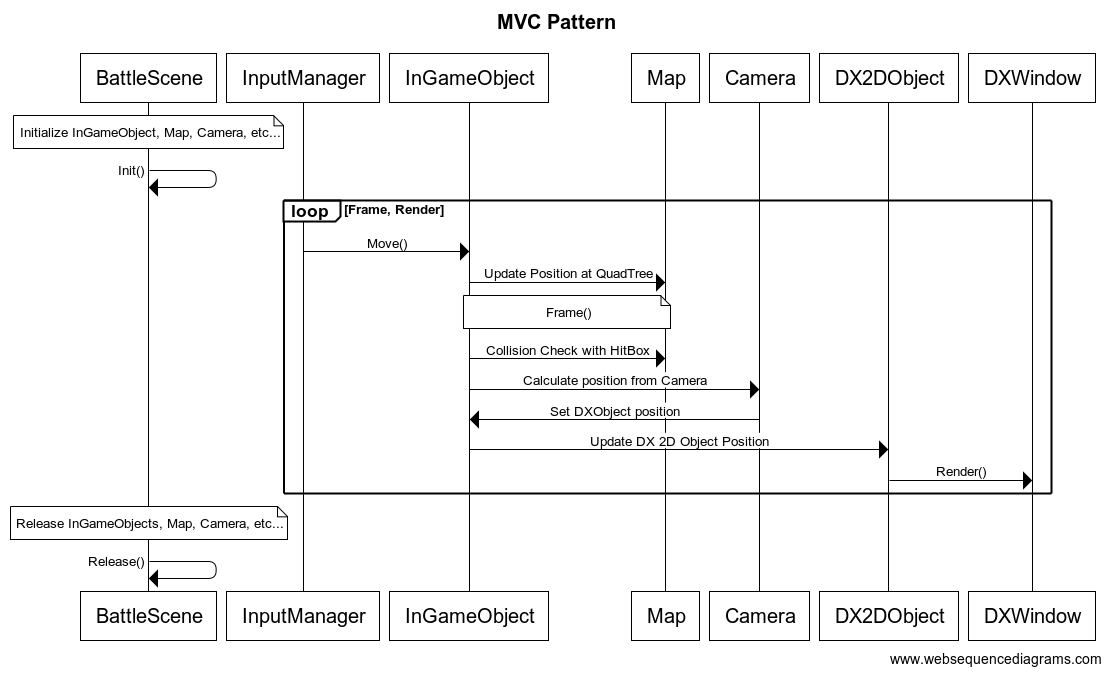 MVC Pattern
BattleScene
InputManager
InGameObject
Map
Camera
DX2DObject
DXWindow
Initialize InGameObject, Map, Camera, etc...
Init()
loop
[Frame, Render]
Move()
Update Position at QuadTree
Frame()
Collision Check with HitBox
Calculate position from Camera
Set DXObject position
Update DX 2D Object Position
Render()
Release InGameObjects, Map, Camera, etc...
Release()
BattleScene
InputManager
InGameObject
Map
Camera
DX2DObject
DXWindow
www.websequencediagrams.com